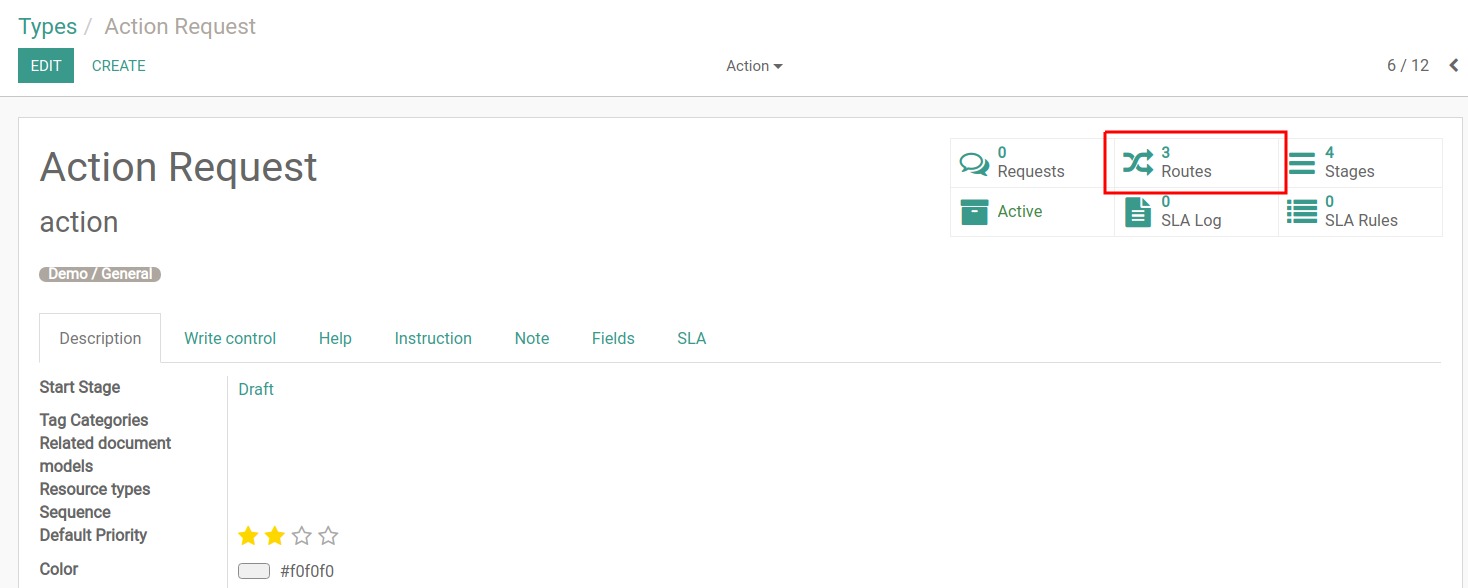 Types / Action Request
EDIT CREATE Action 6 / 12
Action Request
0 Requests 3 Routes 4 Stages
action
Active 0 SLA Log 0 SLA Rules
Demo / General
Description Write control Help Instruction Note Fields SLA
Start Stage Draft
Tag Categories
Related document
models
Resource types
Sequence
Default Priority
Color #f0f0f0